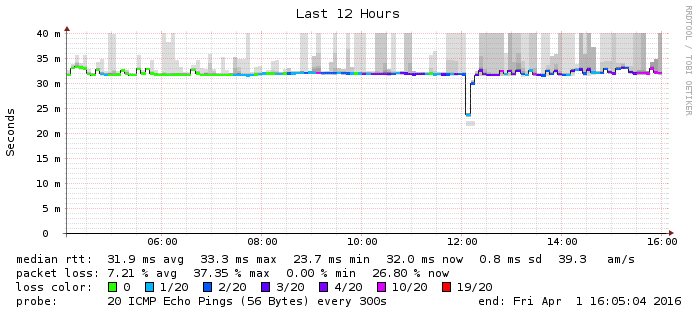 Last 12 Hours
RRDTOOL / TOBI OETIKER
Seconds
40 m
35 m
30 m
25 m
20 m
15 m
10 m
5 m
0
06:00 08:00 10:00 12:00 14:00 16:00
median rtt: 31.9 ms avg 33.3 ms max 23.7 ms min 32.0 ms now 0.8 ms sd 39.3 am/s
packet loss: 7.21 % avg 37.35 % max 0.00 % min 26.80 % now
loss color: 0 1/20 2/20 3/20 4/20 10/20 19/20
probe: 20 ICMP Echo Pings (56 Bytes) every 300s end: Fri Apr 1 16:05:04 2016